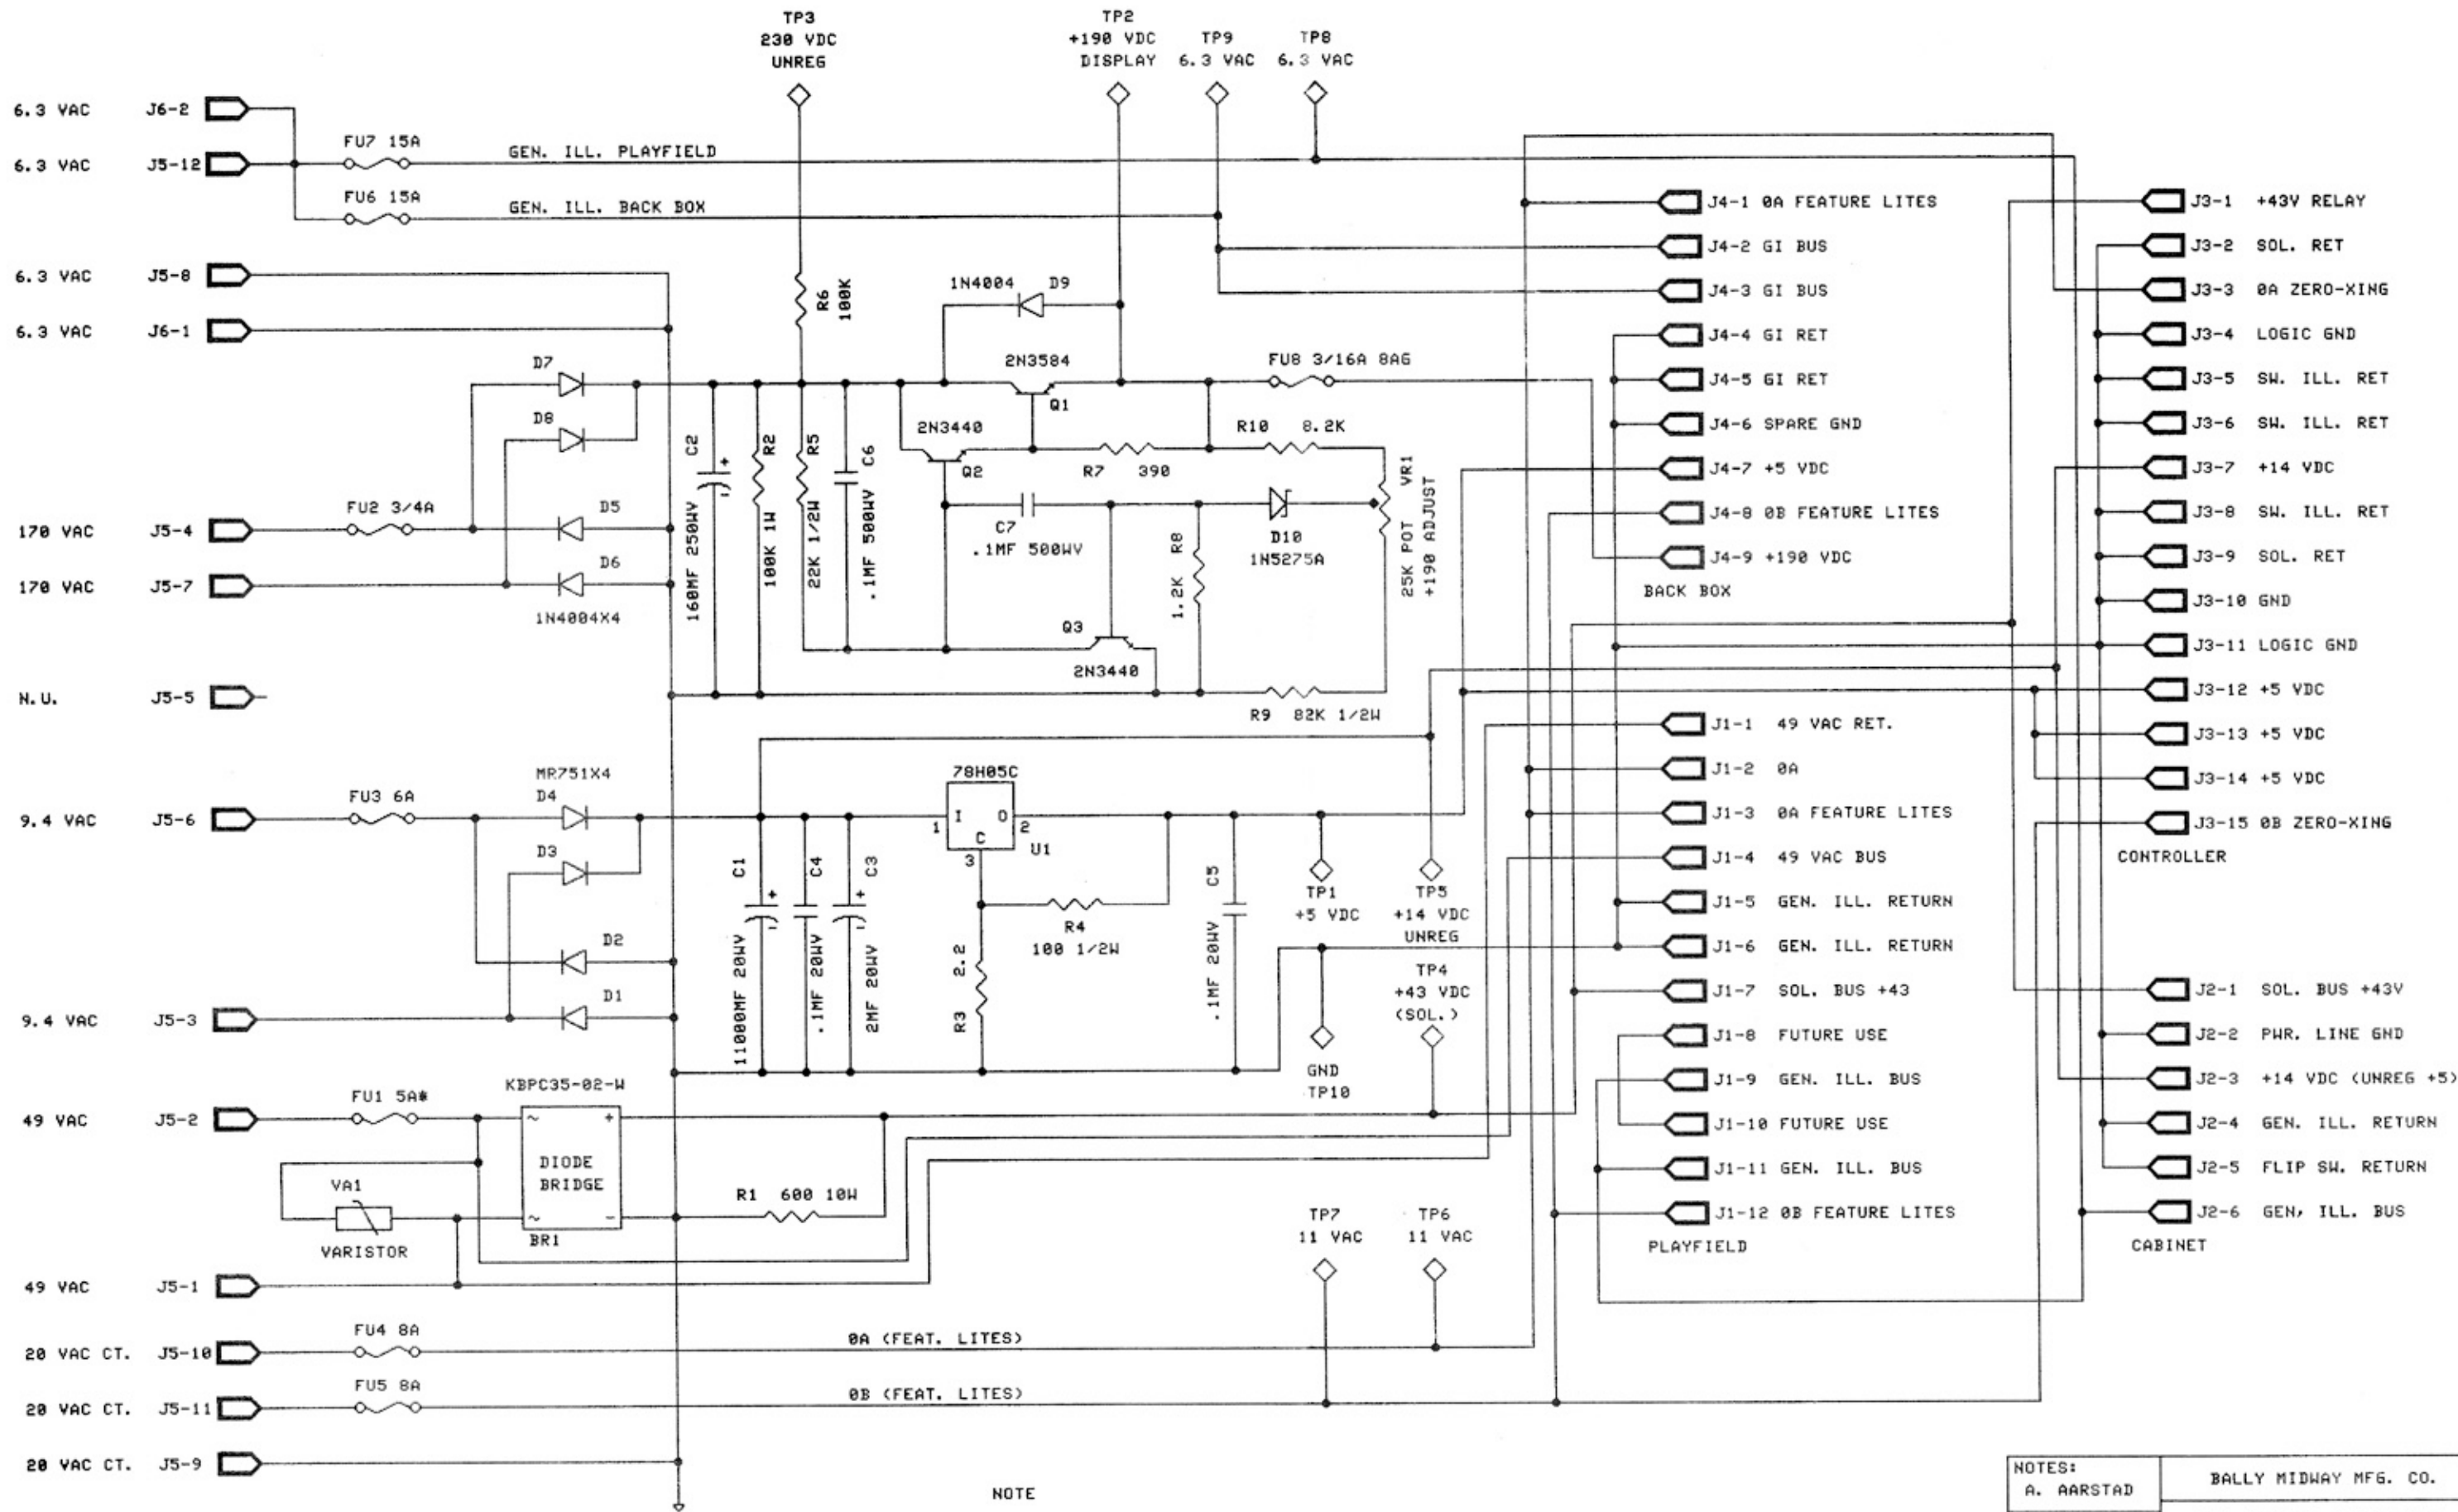 TP3
230 VDC
UNREG
TP2
+190 VDC
DISPLAY
TP9
6.3 VAC
TP8
6.3 VAC
6.3 VAC J6-2
FU7 15A
GEN. ILL. PLAYFIELD
6.3 VAC J5-12
FU6 15A
GEN. ILL. BACK BOX
6.3 VAC J5-8
6.3 VAC J6-1
R6
100K
1N4004 D9
D7
D8
2N3584
Q1
FU8 3/16A 8AG
2N3440
Q2
R7 390
R10 8.2K
C2
160MF 250WV
+
-
R2
100K 1W
R5
22K 1/2W
C6
.1MF 500WV
C7
.1MF 500WV
D10
1N5275A
VR1
25K POT
+190 ADJUST
1.2K R8
FU2 3/4A
170 VAC J5-4
D5
170 VAC J5-7
D6
1N4004X4
Q3
2N3440
R9 82K 1/2W
N.U. J5-5
MR751X4
D4
FU3 6A
9.4 VAC J5-6
D3
D2
D1
9.4 VAC J5-3
78H05C
I O
C
1
2
3
U1
C1
11000MF 20WV
+
-
C4
.1MF 20WV
C3
2MF 20WV
+
-
R3 2.2
R4
100 1/2W
C5
.1MF 20WV
TP1
+5 VDC
TP5
+14 VDC
UNREG
TP4
+43 VDC
(SOL.)
GND
TP10
KBPC35-02-W
FU1 5A*
49 VAC J5-2
~ +
DIODE
BRIDGE
~ -
BR1
VA1
VARISTOR
R1 600 10W
49 VAC J5-1
TP7
11 VAC
TP6
11 VAC
FU4 8A
20 VAC CT. J5-10
0A (FEAT. LITES)
FU5 8A
20 VAC CT. J5-11
0B (FEAT. LITES)
20 VAC CT. J5-9
NOTE
J4-1 0A FEATURE LITES
J4-2 GI BUS
J4-3 GI BUS
J4-4 GI RET
J4-5 GI RET
J4-6 SPARE GND
J4-7 +5 VDC
J4-8 0B FEATURE LITES
J4-9 +190 VDC
BACK BOX
J1-1 49 VAC RET.
J1-2 0A
J1-3 0A FEATURE LITES
J1-4 49 VAC BUS
J1-5 GEN. ILL. RETURN
J1-6 GEN. ILL. RETURN
J1-7 SOL. BUS +43
J1-8 FUTURE USE
J1-9 GEN. ILL. BUS
J1-10 FUTURE USE
J1-11 GEN. ILL. BUS
J1-12 0B FEATURE LITES
PLAYFIELD
J3-1 +43V RELAY
J3-2 SOL. RET
J3-3 0A ZERO-XING
J3-4 LOGIC GND
J3-5 SW. ILL. RET
J3-6 SW. ILL. RET
J3-7 +14 VDC
J3-8 SW. ILL. RET
J3-9 SOL. RET
J3-10 GND
J3-11 LOGIC GND
J3-12 +5 VDC
J3-13 +5 VDC
J3-14 +5 VDC
J3-15 0B ZERO-XING
CONTROLLER
J2-1 SOL. BUS +43V
J2-2 PWR. LINE GND
J2-3 +14 VDC (UNREG +5)
J2-4 GEN. ILL. RETURN
J2-5 FLIP SW. RETURN
J2-6 GEN, ILL. BUS
CABINET
NOTES:
A. AARSTAD
BALLY MIDWAY MFG. CO.